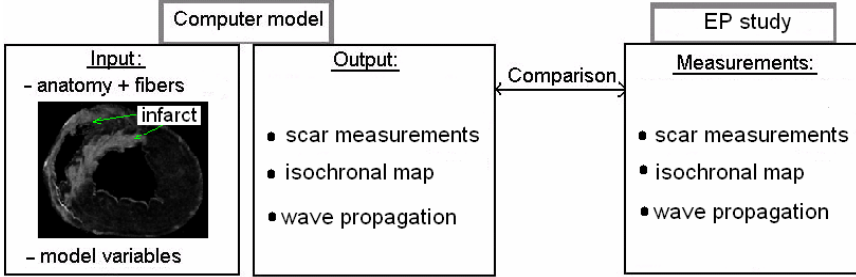 Computer model
EP study
Input:
- anatomy + fibers
infarct
- model variables
Output:
• scar measurements
• isochronal map
• wave propagation
Comparison
Measurements:
• scar measurements
• isochronal map
• wave propagation